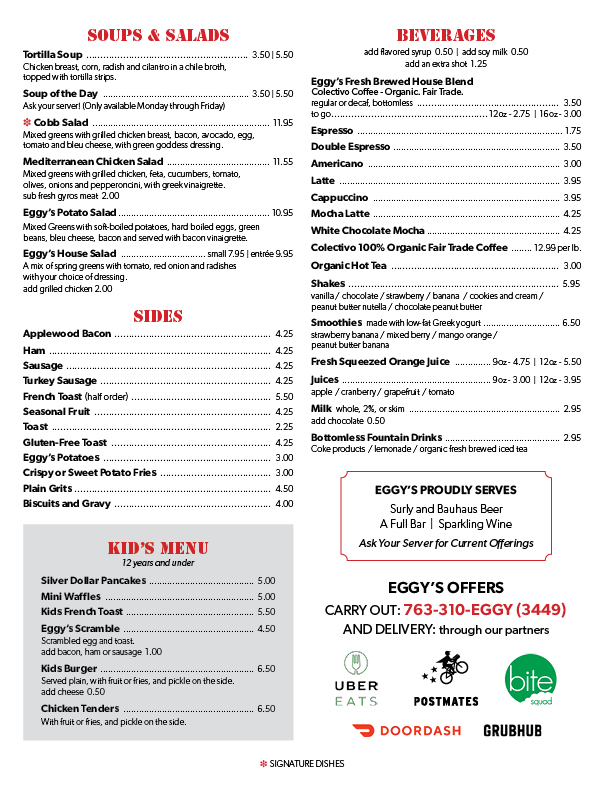 SOUPS & SALADS
Tortilla Soup ........ 3.50 | 5.50
Chicken breast, corn, radish and cilantro in a chile broth,
topped with tortilla strips.
Soup of the Day ........ 3.50 | 5.50
Ask your server! (Only available Monday through Friday)
✽ Cobb Salad ........ 11.95
Mixed greens with grilled chicken breast, bacon, avocado, egg,
tomato and bleu cheese, with green goddess dressing.
Mediterranean Chicken Salad ........ 11.55
Mixed greens with grilled chicken, feta, cucumbers, tomato,
olives, onions and pepperoncini, with greek vinaigrette.
sub fresh gyros meat 2.00
Eggy's Potato Salad ........ 10.95
Mixed Greens with soft-boiled potatoes, hard boiled eggs, green
beans, bleu cheese, bacon and served with bacon vinaigrette.
Eggy's House Salad ........ small 7.95 | entrée 9.95
A mix of spring greens with tomato, red onion and radishes
with your choice of dressing.
add grilled chicken 2.00
SIDES
Applewood Bacon ........ 4.25
Ham ........ 4.25
Sausage ........ 4.25
Turkey Sausage ........ 4.25
French Toast (half order) ........ 5.50
Seasonal Fruit ........ 4.25
Toast ........ 2.25
Gluten-Free Toast ........ 4.25
Eggy's Potatoes ........ 3.00
Crispy or Sweet Potato Fries ........ 3.00
Plain Grits ........ 4.50
Biscuits and Gravy ........ 4.00
KID'S MENU
12 years and under
Silver Dollar Pancakes ........ 5.00
Mini Waffles ........ 5.00
Kids French Toast ........ 5.50
Eggy's Scramble ........ 4.50
Scrambled egg and toast.
add bacon, ham or sausage 1.00
Kids Burger ........ 6.50
Served plain, with fruit or fries, and pickle on the side.
add cheese 0.50
Chicken Tenders ........ 6.50
With fruit or fries, and pickle on the side.
BEVERAGES
add flavored syrup 0.50 | add soy milk 0.50
add an extra shot 1.25
Eggy's Fresh Brewed House Blend
Colectivo Coffee - Organic. Fair Trade.
regular or decaf, bottomless ........ 3.50
to go ........ 12oz - 2.75 | 16oz - 3.00
Espresso ........ 1.75
Double Espresso ........ 3.50
Americano ........ 3.00
Latte ........ 3.95
Cappuccino ........ 3.95
Mocha Latte ........ 4.25
White Chocolate Mocha ........ 4.25
Colectivo 100% Organic Fair Trade Coffee ........ 12.99 per lb.
Organic Hot Tea ........ 3.00
Shakes ........ 5.95
vanilla / chocolate / strawberry / banana / cookies and cream /
peanut butter nutella / chocolate peanut butter
Smoothies made with low-fat Greek yogurt ........ 6.50
strawberry banana / mixed berry / mango orange /
peanut butter banana
Fresh Squeezed Orange Juice ........ 9oz - 4.75 | 12oz - 5.50
Juices ........ 9oz - 3.00 | 12oz - 3.95
apple / cranberry / grapefruit / tomato
Milk whole, 2%, or skim ........ 2.95
add chocolate 0.50
Bottomless Fountain Drinks ........ 2.95
Coke products / lemonade / organic fresh brewed iced tea
EGGY'S PROUDLY SERVES
Surly and Bauhaus Beer
A Full Bar | Sparkling Wine
Ask Your Server for Current Offerings
EGGY'S OFFERS
CARRY OUT: 763-310-EGGY (3449)
AND DELIVERY: through our partners
UBER
EATS
POSTMATES
bite
squad
DOORDASH
GRUBHUB
✽ SIGNATURE DISHES